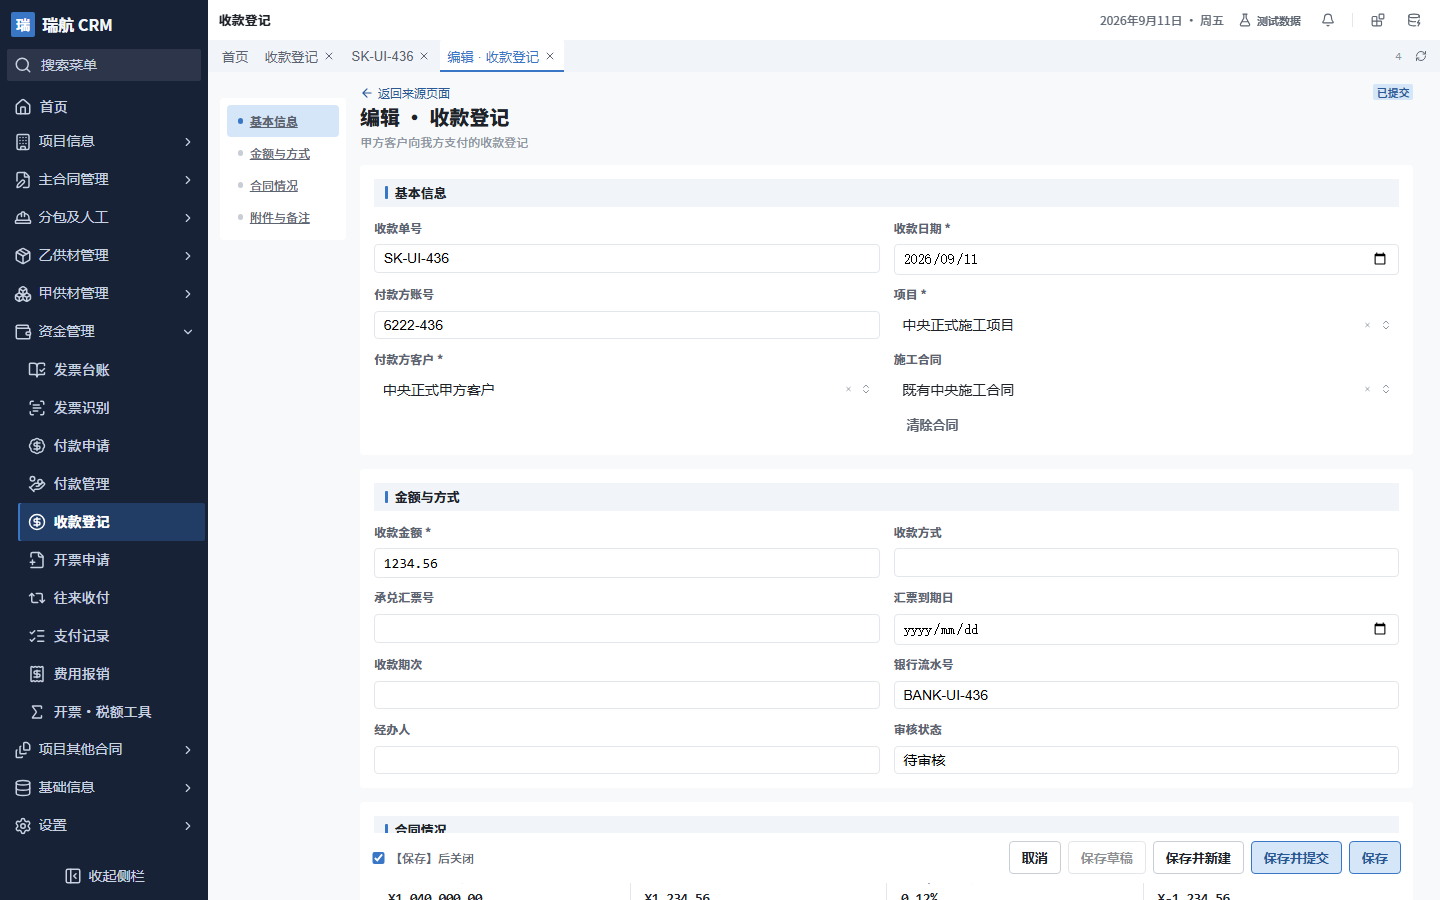 瑞 瑞航 CRM
搜索菜单
首页
项目信息
主合同管理
分包及人工
乙供材管理
甲供材管理
资金管理
发票台账
发票识别
付款申请
付款管理
收款登记
开票申请
往来收付
支付记录
费用报销
开票・税额工具
项目其他合同
基础信息
设置
收起侧栏
收款登记
2026年9月11日 • 周五 测试数据
首页 收款登记 SK-UI-436 编辑 · 收款登记 4
基本信息
金额与方式
合同情况
附件与备注
返回来源页面
已提交
编辑 • 收款登记
甲方客户向我方支付的收款登记
基本信息
收款单号 收款日期 *
SK-UI-436 2026/09/11
付款方账号 项目 *
6222-436 中央正式施工项目
付款方客户 * 施工合同
中央正式甲方客户 既有中央施工合同
清除合同
金额与方式
收款金额 * 收款方式
1234.56
承兑汇票号 汇票到期日
yyyy/mm/dd
收款期次 银行流水号
BANK-UI-436
经办人 审核状态
待审核
合同情况
【保存】后关闭 取消 保存草稿 保存并新建 保存并提交 保存
¥1,040,000.00 ¥1,234.56 0.12% ¥-1,234.56